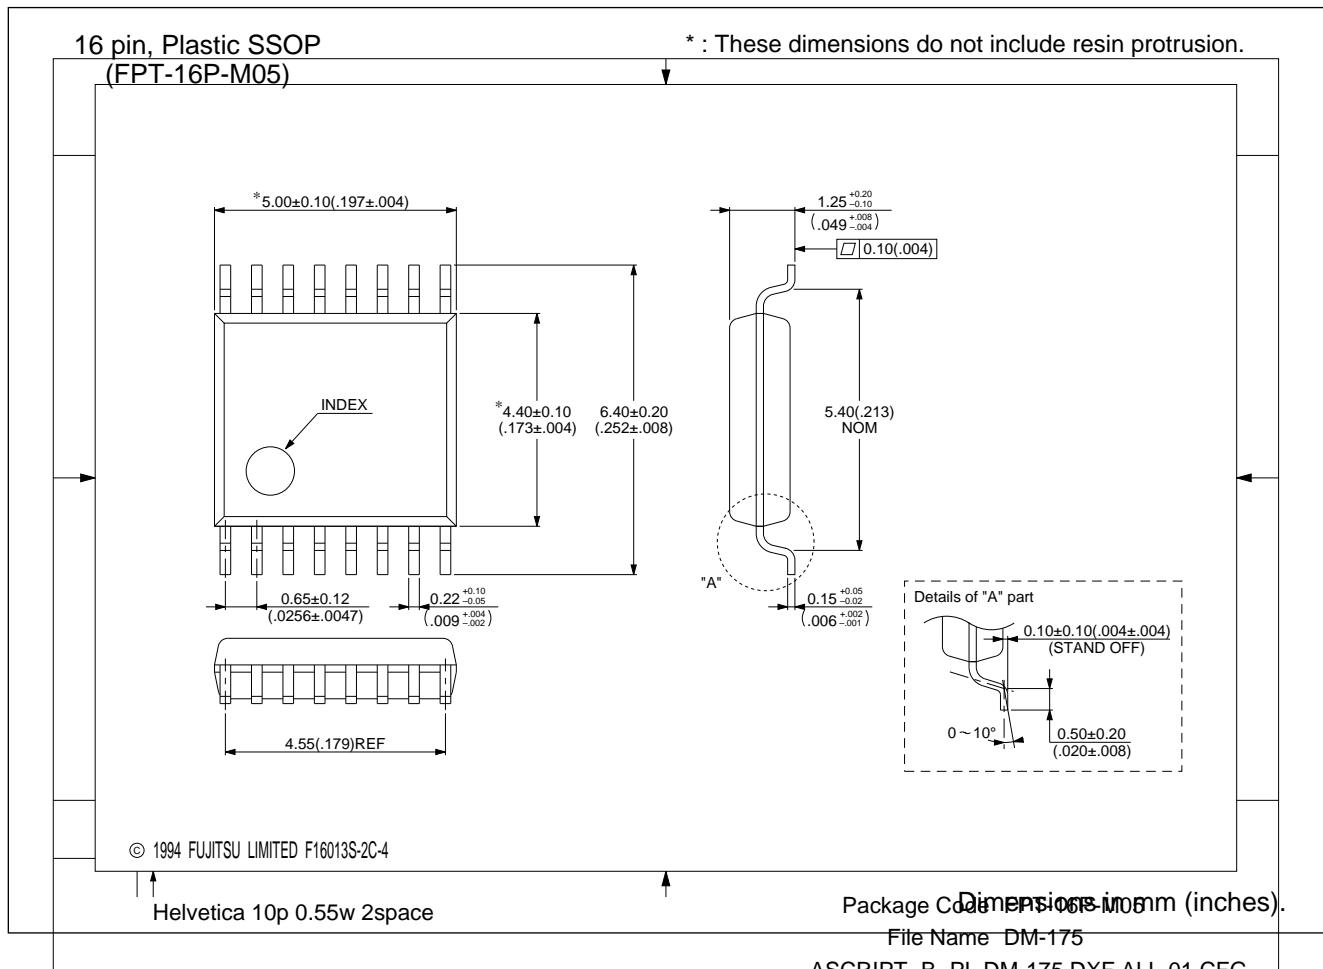 16 pin, Plastic SSOP
(FPT-16P-M05)
* : These dimensions do not include resin protrusion.
*5.00±0.10(.197±.004)
1.25 +0.20 –0.10
(.049 +.008 –.004)
0.10(.004)
INDEX
*4.40±0.10
(.173±.004)
6.40±0.20
(.252±.008)
5.40(.213)
NOM
"A"
0.65±0.12
(.0256±.0047)
0.22 +0.10 –0.05
(.009 +.004 –.002)
0.15 +0.05 –0.02
(.006 +.002 –.001)
Details of "A" part
0.10±0.10(.004±.004)
(STAND OFF)
0~10°
0.50±0.20
(.020±.008)
4.55(.179)REF
© 1994 FUJITSU LIMITED F16013S-2C-4
Helvetica 10p 0.55w 2space
Package Code FPT-16P-M05
Dimensions in mm (inches).
File Name DM-175